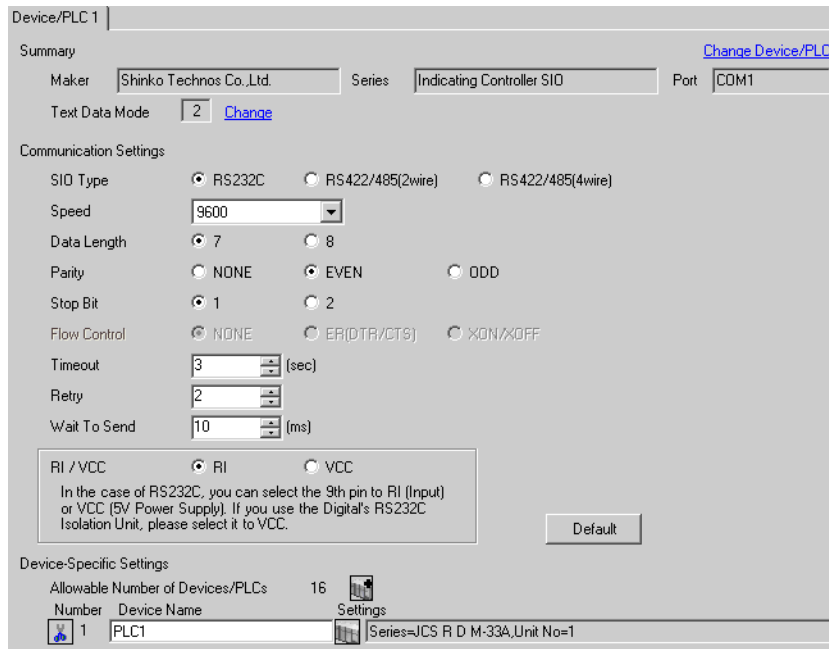 Device/PLC 1
Summary
Change Device/PLC
Maker Shinko Technos Co.,Ltd. Series Indicating Controller SIO Port COM1
Text Data Mode 2 Change
Communication Settings
SIO Type RS232C RS422/485(2wire) RS422/485(4wire)
Speed 9600
Data Length 7 8
Parity NONE EVEN ODD
Stop Bit 1 2
Flow Control NONE ER(DTR/CTS) XON/XOFF
Timeout 3 (sec)
Retry 2
Wait To Send 10 (ms)
RI / VCC RI VCC
In the case of RS232C, you can select the 9th pin to RI (Input)
or VCC (5V Power Supply). If you use the Digital's RS232C
Isolation Unit, please select it to VCC.
Default
Device-Specific Settings
Allowable Number of Devices/PLCs 16
Number Device Name Settings
1 PLC1 Series=JCS R D M-33A,Unit No=1